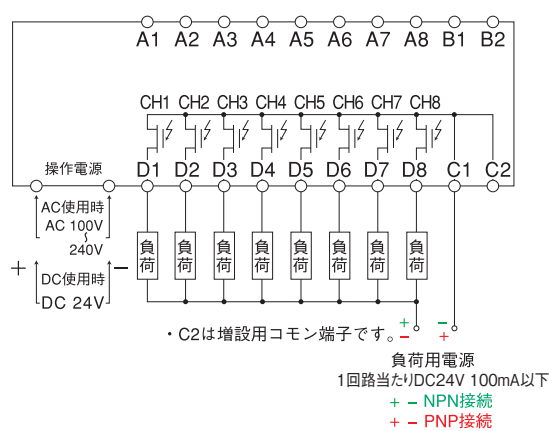 A1 A2 A3 A4 A5 A6 A7 A8 B1 B2
CH1 CH2 CH3 CH4 CH5 CH6 CH7 CH8
操作電源 D1 D2 D3 D4 D5 D6 D7 D8 C1 C2
AC使用時
AC 100V
～
240V
+ −
DC使用時
DC 24V
負荷 負荷 負荷 負荷 負荷 負荷 負荷 負荷
・C2は増設用コモン端子です。
+ −
− +
負荷用電源
1回路当たりDC24V 100mA以下
+ − NPN接続
+ − PNP接続